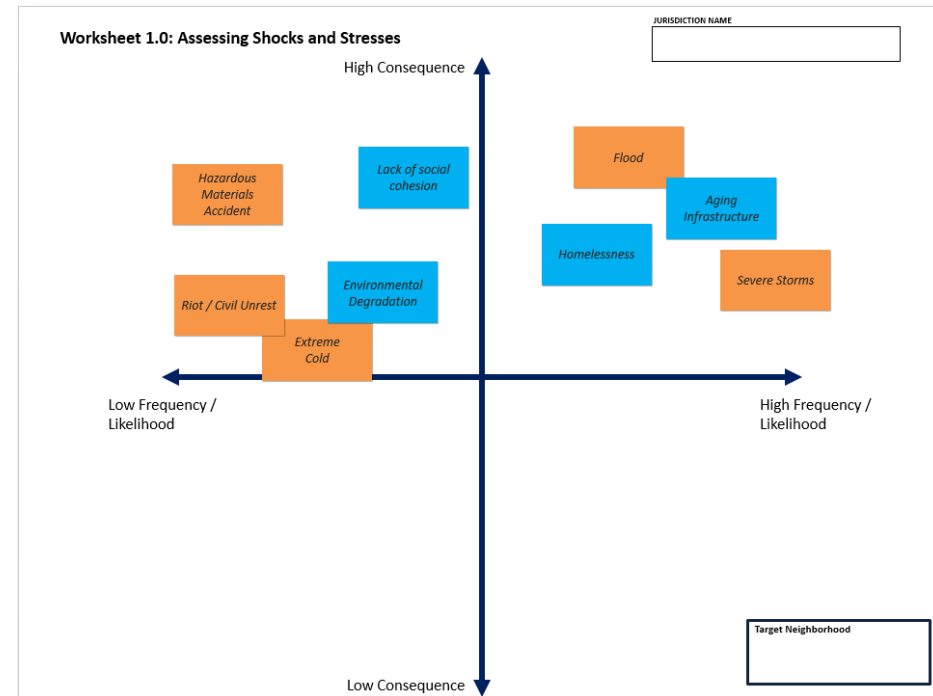 JURISDICTION NAME
Worksheet 1.0: Assessing Shocks and Stresses
High Consequence
Flood
Lack of social
cohesion
Hazardous
Materials
Accident
Aging
Infrastructure
Homelessness
Severe Storms
Environmental
Degradation
Riot / Civil Unrest
Extreme
Cold
Low Frequency /
Likelihood
High Frequency /
Likelihood
Target Neighborhood
Low Consequence